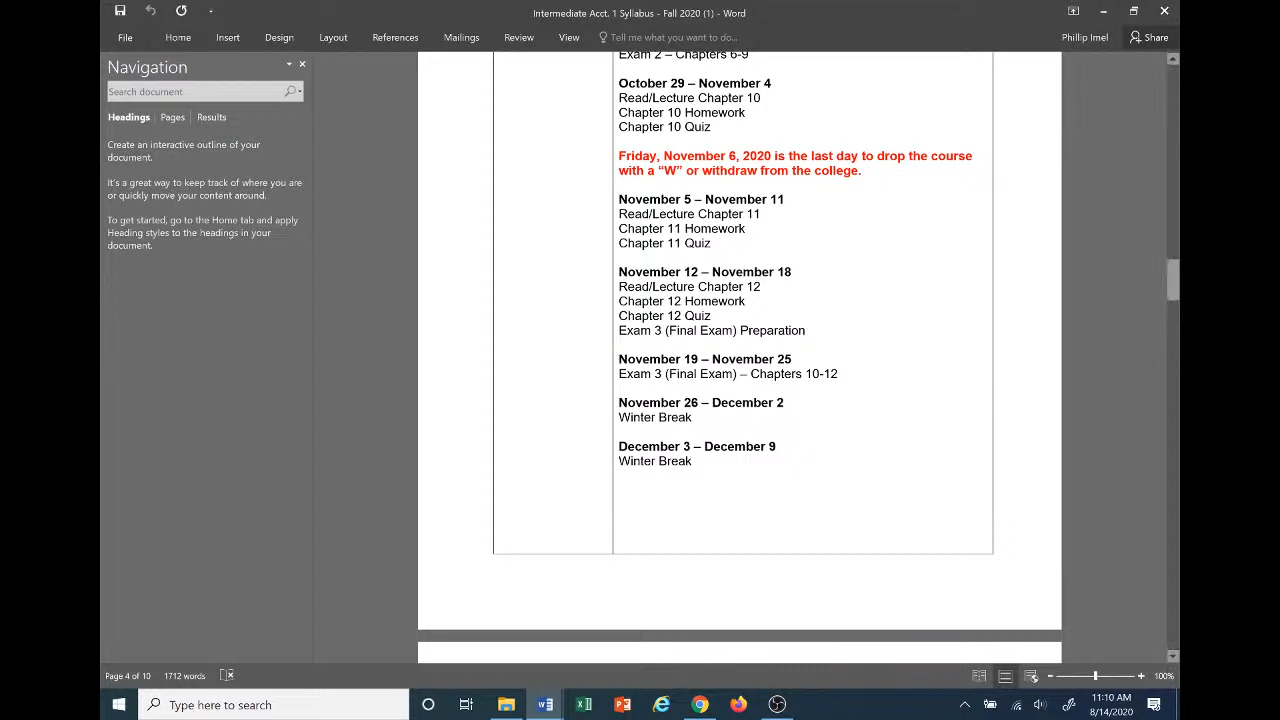 Intermediate Acct. 1 Syllabus - Fall 2020 (1) - Word
File Home Insert Design Layout References Mailings Review View Tell me what you want to do... Phillip Imel Share
Navigation
Search document
Headings Pages Results
Create an interactive outline of your
document.
It's a great way to keep track of where you are
or quickly move your content around.
To get started, go to the Home tab and apply
Heading styles to the headings in your
document.
Exam 2 – Chapters 6-9
October 29 – November 4
Read/Lecture Chapter 10
Chapter 10 Homework
Chapter 10 Quiz
Friday, November 6, 2020 is the last day to drop the course
with a “W” or withdraw from the college.
November 5 – November 11
Read/Lecture Chapter 11
Chapter 11 Homework
Chapter 11 Quiz
November 12 – November 18
Read/Lecture Chapter 12
Chapter 12 Homework
Chapter 12 Quiz
Exam 3 (Final Exam) Preparation
November 19 – November 25
Exam 3 (Final Exam) – Chapters 10-12
November 26 – December 2
Winter Break
December 3 – December 9
Winter Break
Page 4 of 10 1712 words 100%
Type here to search
11:10 AM
8/14/2020